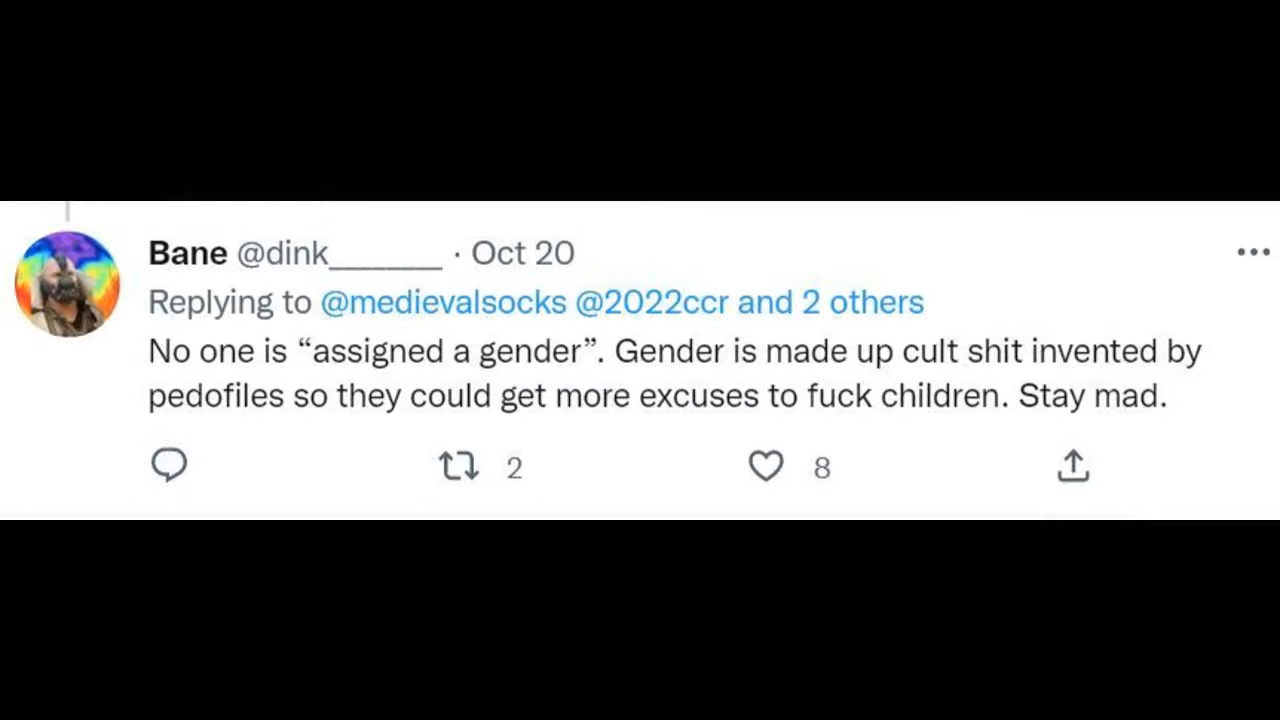 Bane @dink_______ · Oct 20
Replying to @medievalsocks @2022ccr and 2 others
No one is “assigned a gender”. Gender is made up cult shit invented by
pedofiles so they could get more excuses to fuck children. Stay mad.
2 8